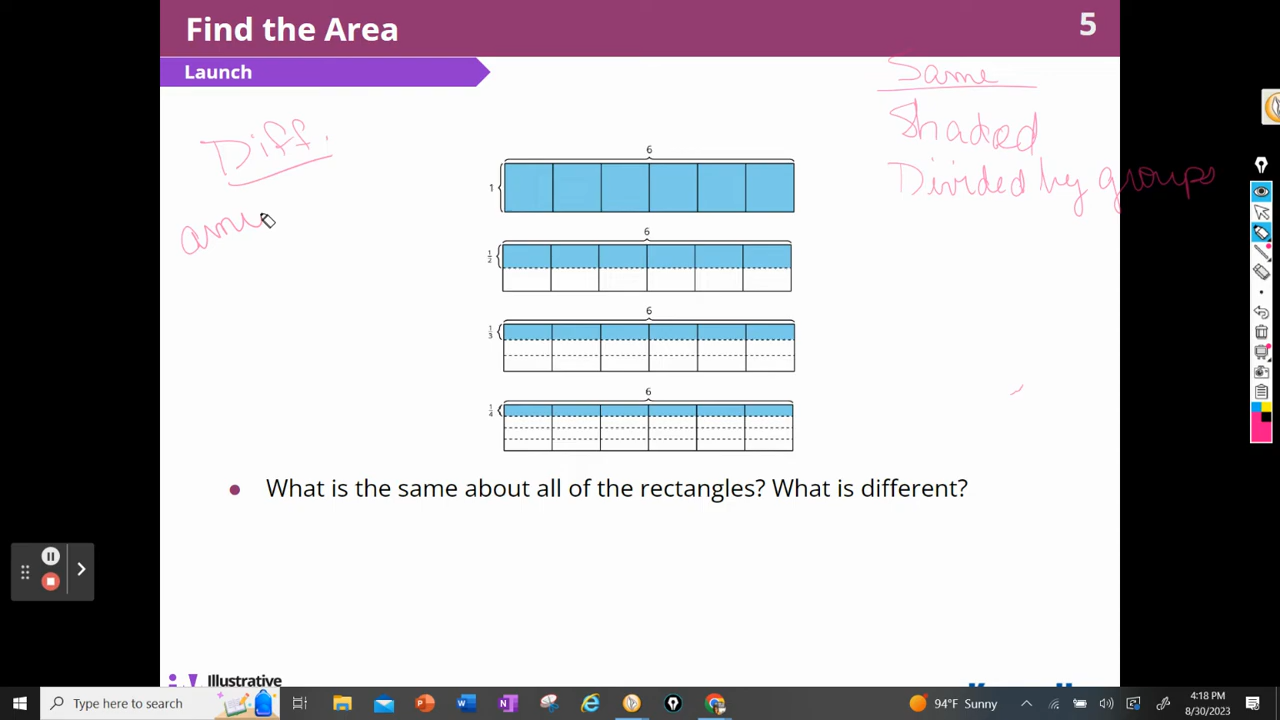 Find the Area
5
Launch
Same
Shaded
Divided by groups
Diff.
6
1
6
1/2
6
1/3
6
1/4
• What is the same about all of the rectangles? What is different?
Illustrative
Type here to search
94°F Sunny
4:18 PM
8/30/2023